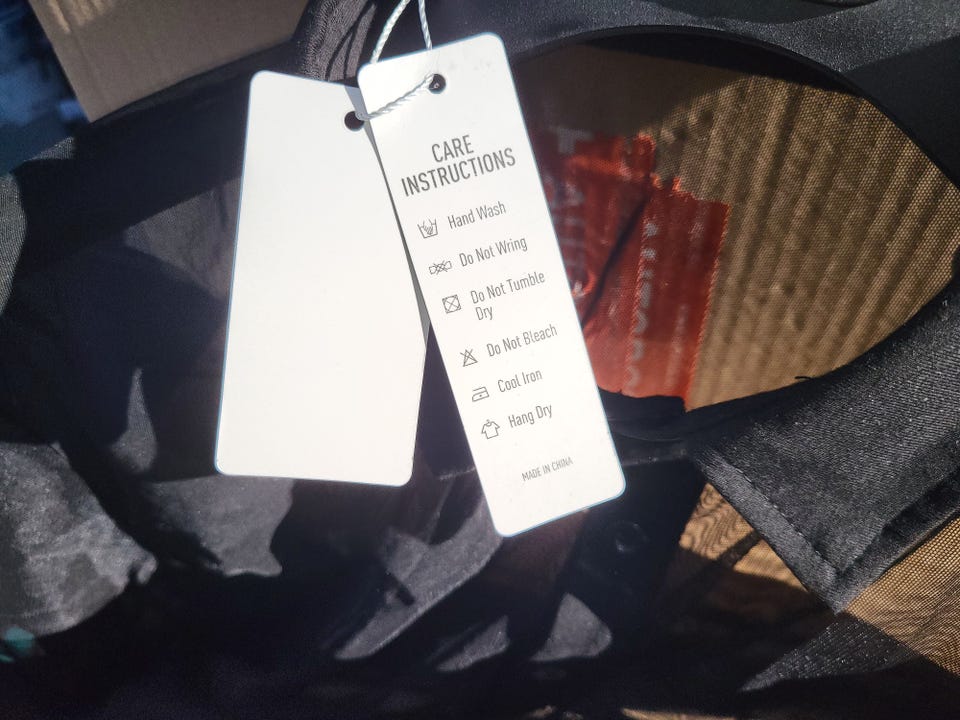 CARE
INSTRUCTIONS
Hand Wash
Do Not Wring
Do Not Tumble
Dry
Do Not Bleach
Cool Iron
Hang Dry
MADE IN CHINA